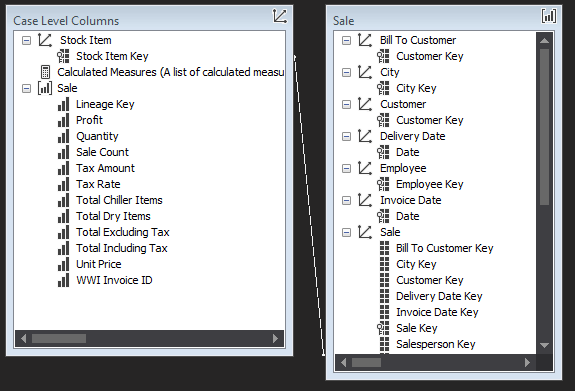 Case Level Columns
Stock Item
Stock Item Key
Calculated Measures (A list of calculated measu
Sale
Lineage Key
Profit
Quantity
Sale Count
Tax Amount
Tax Rate
Total Chiller Items
Total Dry Items
Total Excluding Tax
Total Including Tax
Unit Price
WWI Invoice ID
Sale
Bill To Customer
Customer Key
City
City Key
Customer
Customer Key
Delivery Date
Date
Employee
Employee Key
Invoice Date
Date
Sale
Bill To Customer Key
City Key
Customer Key
Delivery Date Key
Invoice Date Key
Sale Key
Salesperson Key